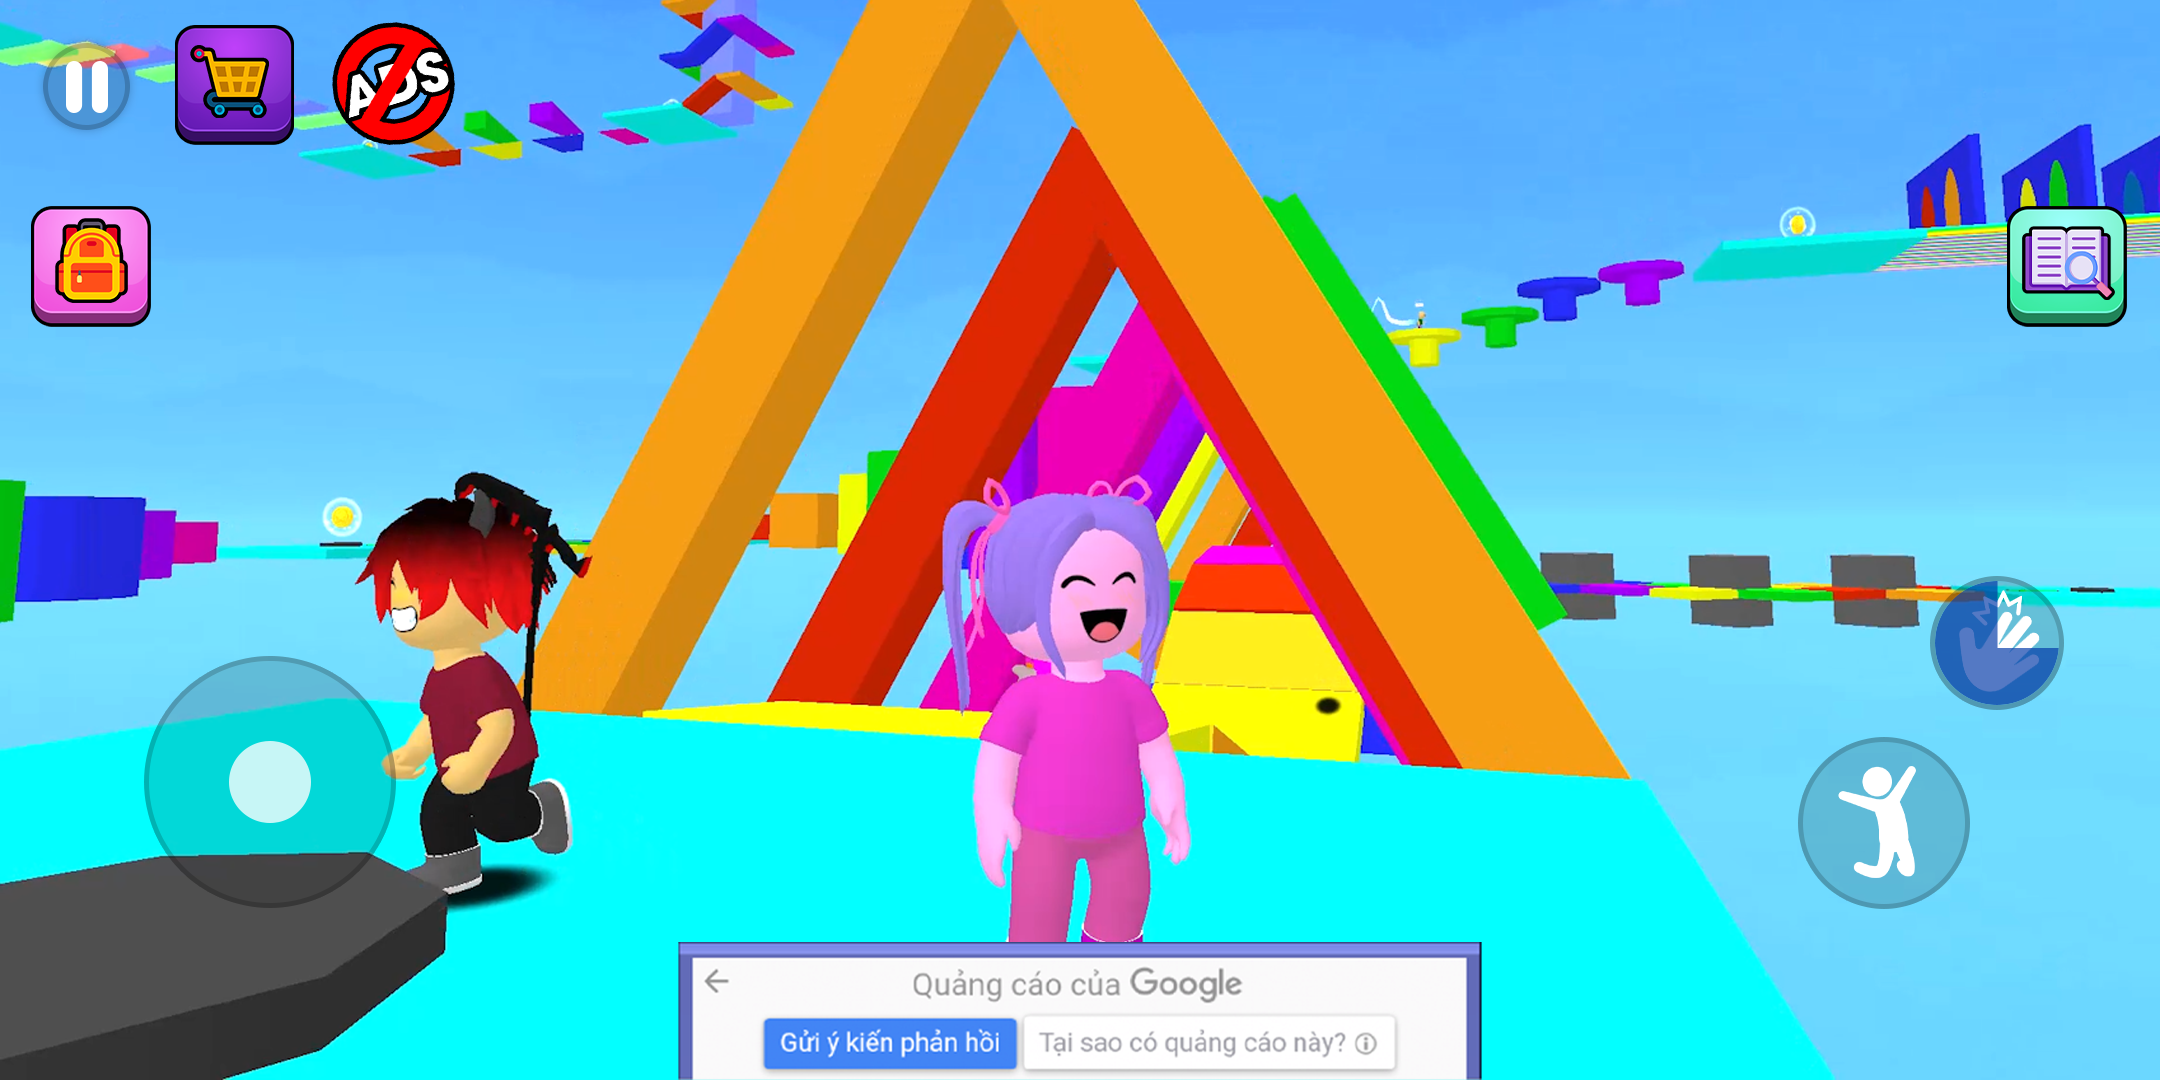 ADS
Quảng cáo của Google
Gửi ý kiến phản hồi
Tại sao có quảng cáo này?